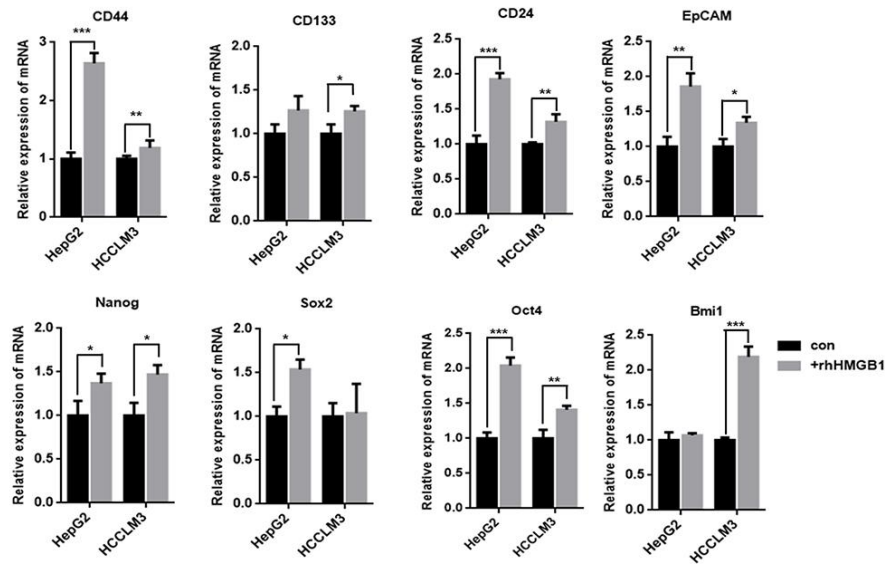 CD44
Relative expression of mRNA
3
2
1
0
***
**
HepG2
HCCLM3
CD133
Relative expression of mRNA
2.0
1.5
1.0
0.5
0.0
*
HepG2
HCCLM3
CD24
Relative expression of mRNA
2.5
2.0
1.5
1.0
0.5
0.0
***
**
HepG2
HCCLM3
EpCAM
Relative expression of mRNA
2.5
2.0
1.5
1.0
0.5
0.0
**
*
HepG2
HCCLM3
Nanog
Relative expression of mRNA
2.0
1.5
1.0
0.5
0.0
*
*
HepG2
HCCLM3
Sox2
Relative expression of mRNA
2.0
1.5
1.0
0.5
0.0
*
HepG2
HCCLM3
Oct4
Relative expression of mRNA
2.5
2.0
1.5
1.0
0.5
0.0
***
**
HepG2
HCCLM3
Bmi1
Relative expression of mRNA
2.5
2.0
1.5
1.0
0.5
0.0
***
HepG2
HCCLM3
con
+rhHMGB1